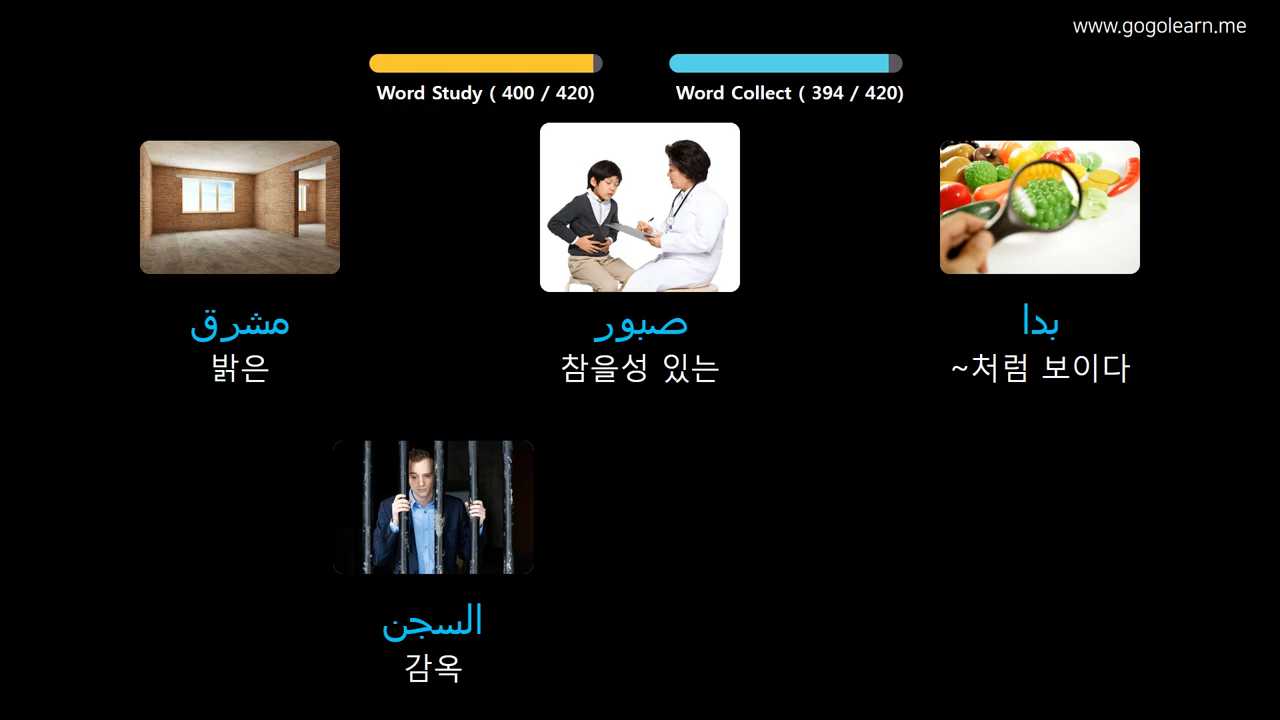 www.gogolearn.me
Word Study ( 400 / 420)
Word Collect ( 394 / 420)
مشرق
밝은
صبور
참을성 있는
بدا
~처럼 보이다
السجن
감옥